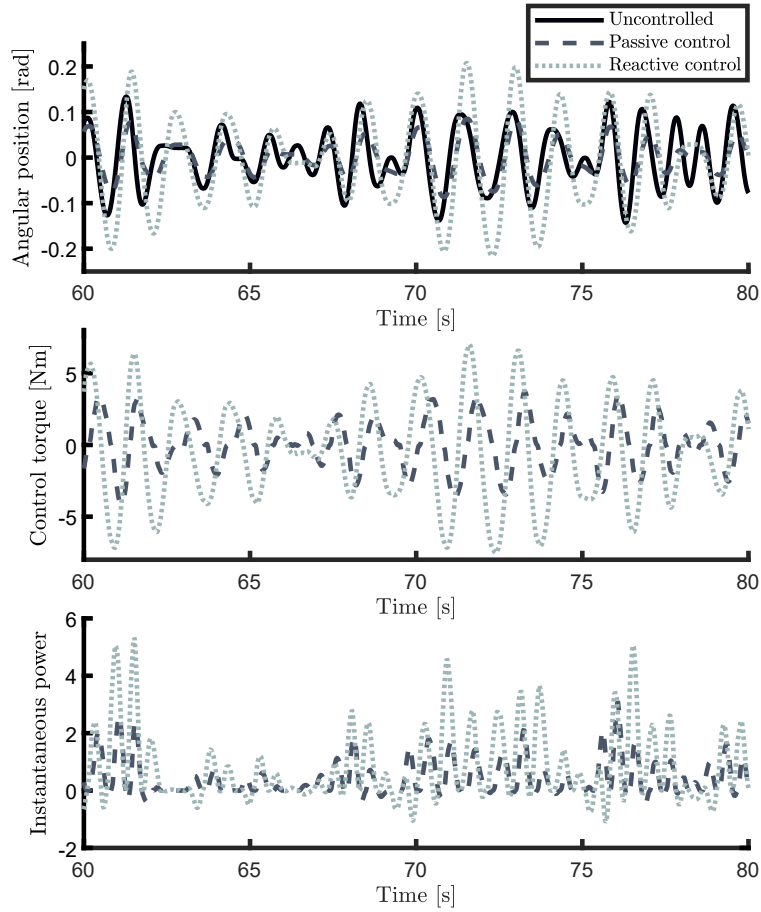 Uncontrolled
Passive control
Reactive control
Angular position [rad]
0.2
0.1
0
-0.1
-0.2
60 65 70 75 80
Time [s]
Control torque [Nm]
5
0
-5
60 65 70 75 80
Time [s]
Instantaneous power
6
4
2
0
-2
60 65 70 75 80
Time [s]